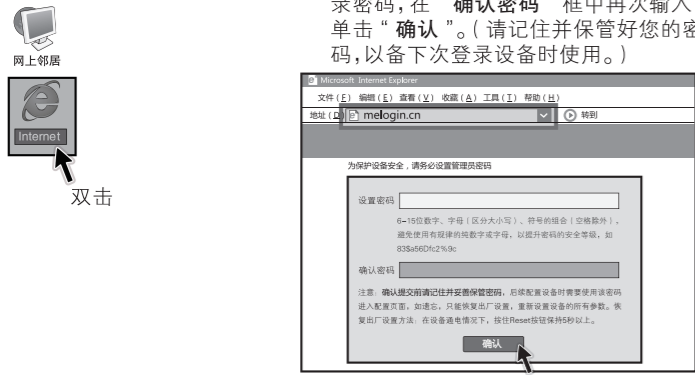 录密码，在“确认密码”框中再次输入
单击“确认”。（请记住并保管好您的密
码，以备下次登录设备时使用。）
网上邻居
Internet
双击
Microsoft Internet Explorer
文件(F) 编辑(E) 查看(V) 收藏(A) 工具(T) 帮助(H)
地址(D) melogin.cn 转到
为保护设备安全，请务必设置管理员密码
设置密码
6-15位数字、字母（区分大小写）、符号的组合（空格除外），
避免使用有规律的纯数字或字母，以提升密码的安全等级，如
83$a56Dfc2%9c
确认密码
注意：确认提交前请记住并妥善保管密码，后续配置设备时需要使用该密码
进入配置页面，如遗忘，只能恢复出厂设置，重新设置设备的所有参数。恢
复出厂设置方法：在设备通电情况下，按住Reset按钮保持5秒以上。
确认